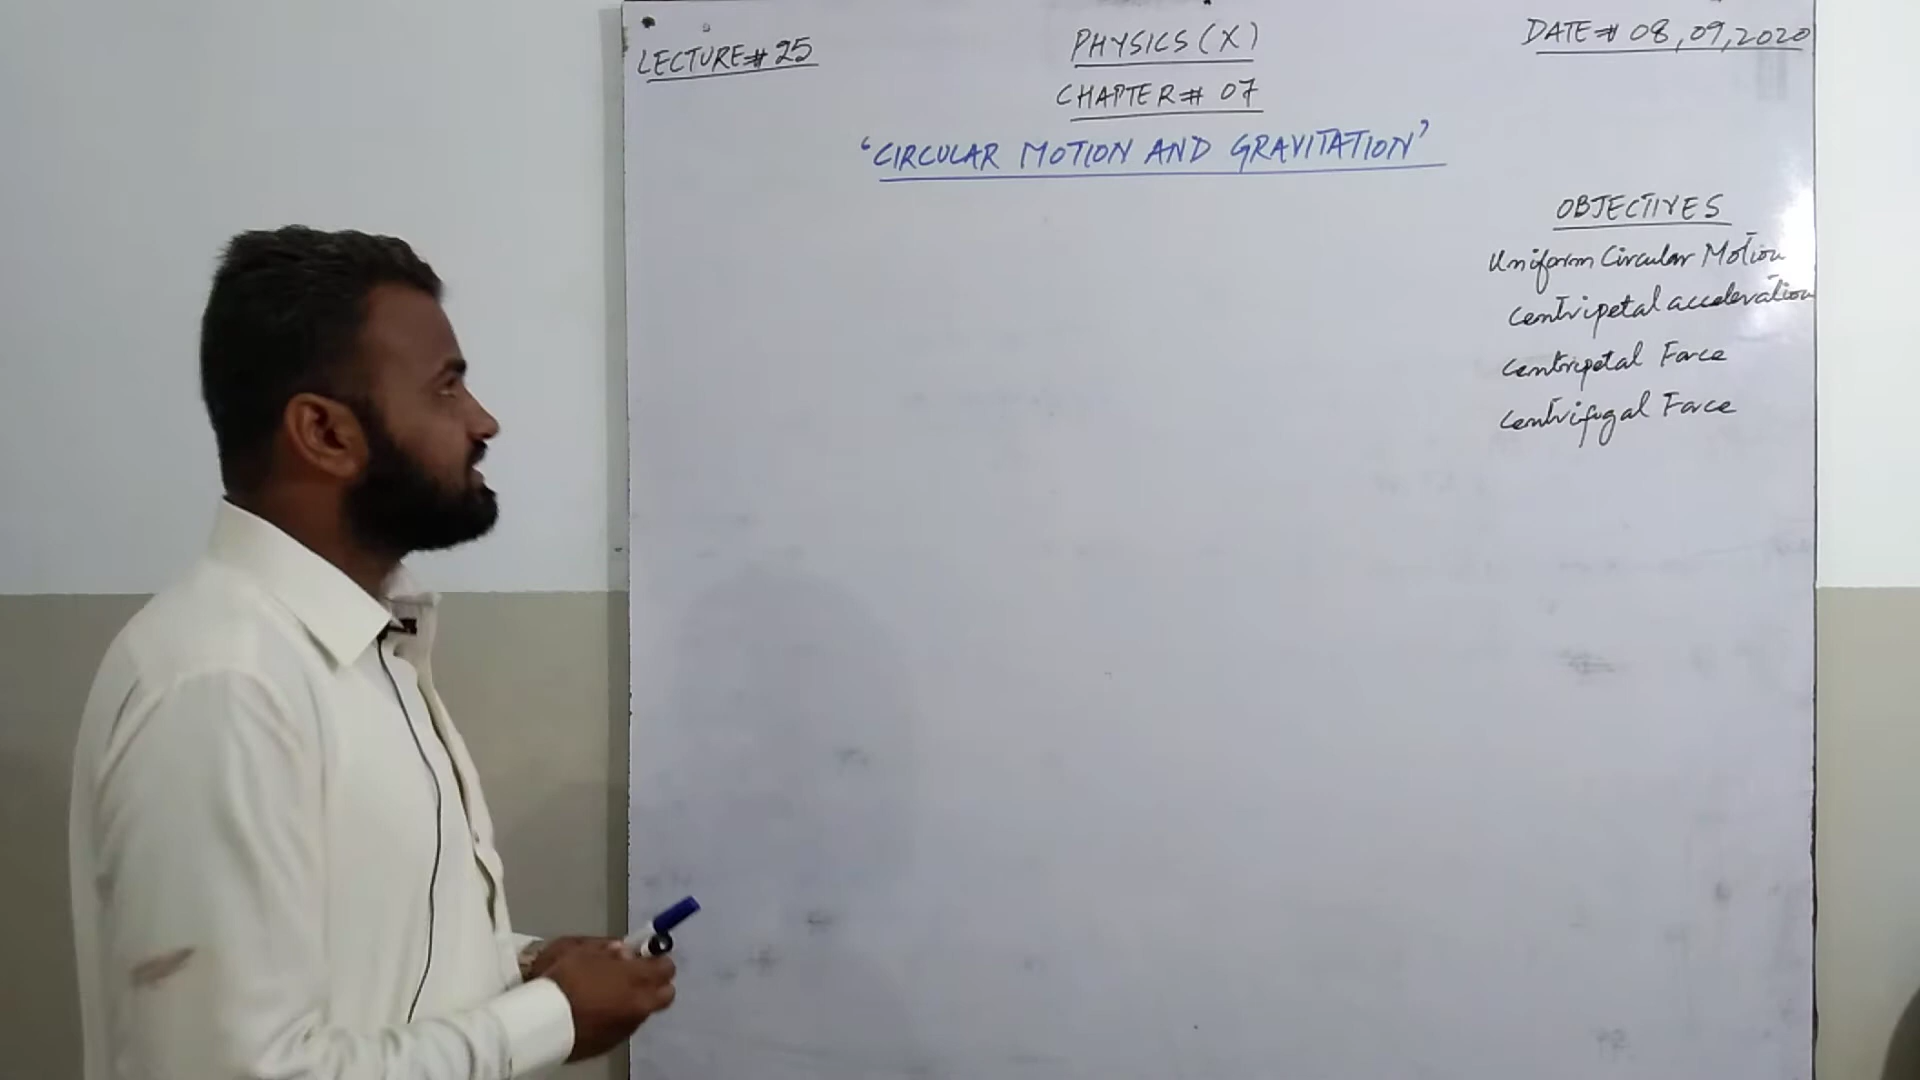 LECTURE# 25
PHYSICS (X)
DATE# 08,09,2020
CHAPTER# 07
‘CIRCULAR MOTION AND GRAVITATION’
OBJECTIVES
Uniform Circular Motion
Centripetal acceleration
Centripetal Force
Centrifugal Force